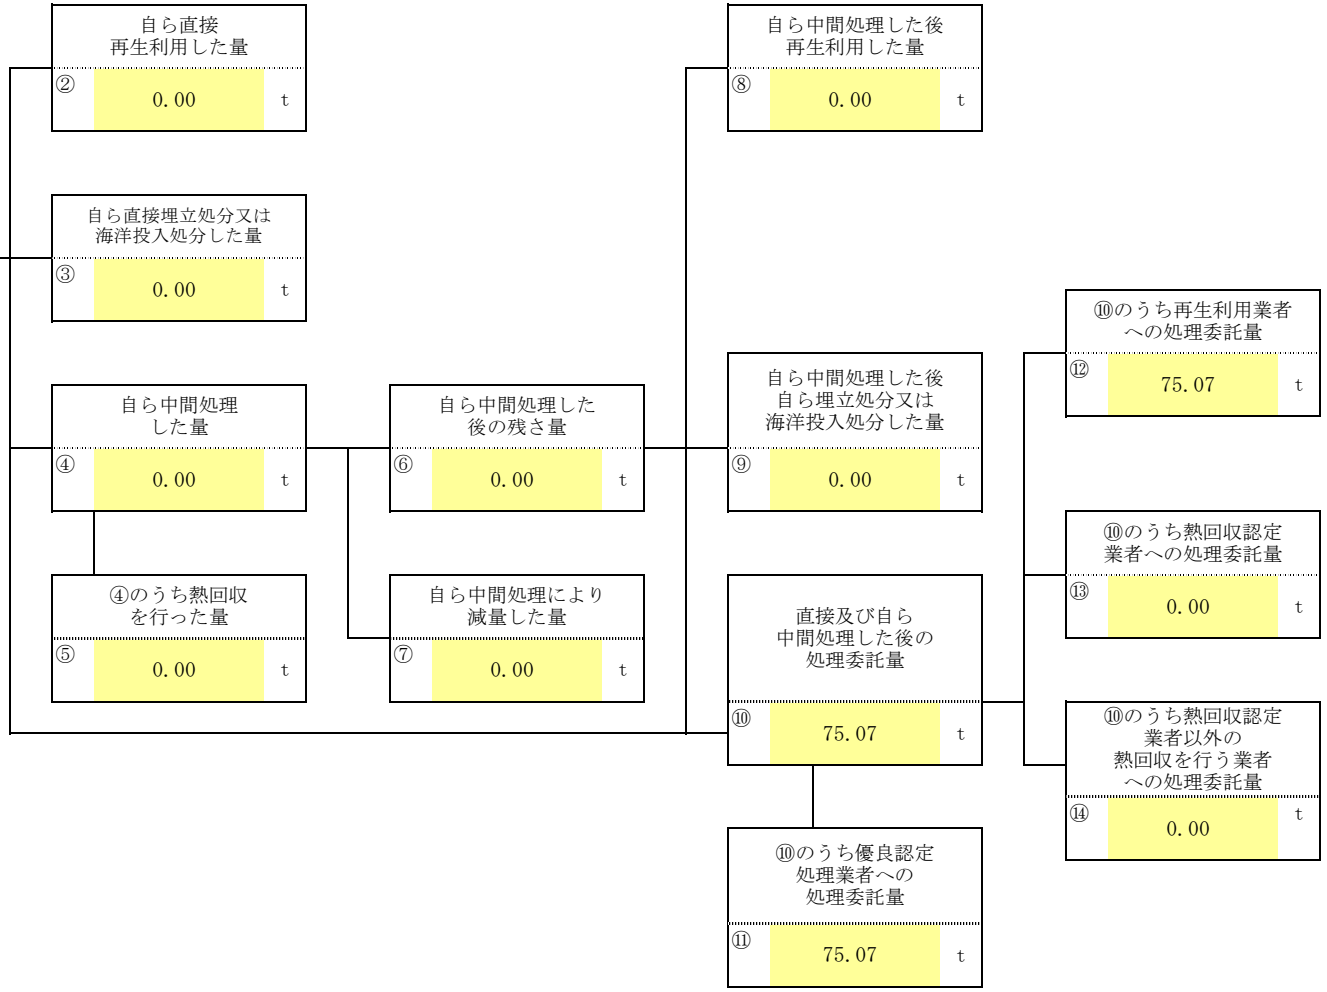 自ら直接
再生利用した量
②
0.00 t
自ら中間処理した後
再生利用した量
⑧
0.00 t
自ら直接埋立処分又は
海洋投入処分した量
③
0.00 t
⑩のうち再生利用業者
への処理委託量
⑫
75.07 t
自ら中間処理
した量
④
0.00 t
自ら中間処理した
後の残さ量
⑥
0.00 t
自ら中間処理した後
自ら埋立処分又は
海洋投入処分した量
⑨
0.00 t
⑩のうち熱回収認定
業者への処理委託量
⑬
0.00 t
④のうち熱回収
を行った量
⑤
0.00 t
自ら中間処理により
減量した量
⑦
0.00 t
直接及び自ら
中間処理した後の
処理委託量
⑩
75.07 t
⑩のうち熱回収認定
業者以外の
熱回収を行う業者
への処理委託量
⑭
0.00 t
⑩のうち優良認定
処理業者への
処理委託量
⑪
75.07 t